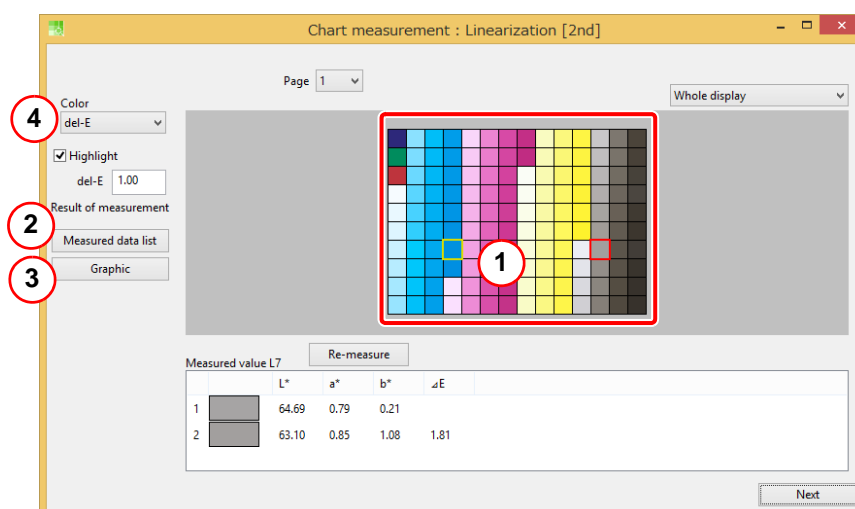 Chart measurement : Linearization [2nd]
Page 1
Whole display
Color
4
del-E
Highlight
del-E 1.00
Result of measurement
2
Measured data list
3
Graphic
1
Measured value L7
Re-measure
L* a* b* ⊿E
1 64.69 0.79 0.21
2 63.10 0.85 1.08 1.81
Next